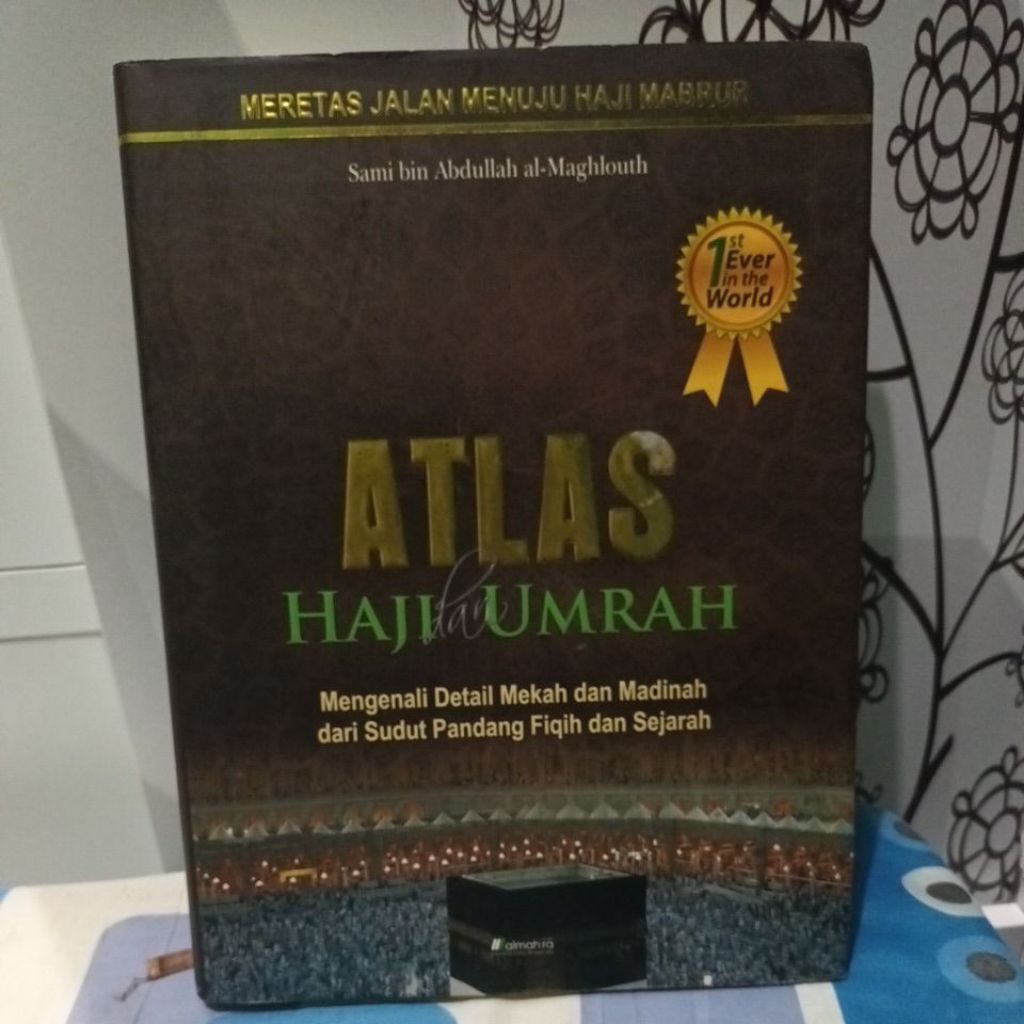 MERETAS JALAN MENUJU HAJI MABRUR
Sami bin Abdullah al-Maghlouth
1st
Ever
in the
World
ATLAS
HAJI dan UMRAH
Mengenali Detail Mekah dan Madinah
dari Sudut Pandang Fiqih dan Sejarah
almahira